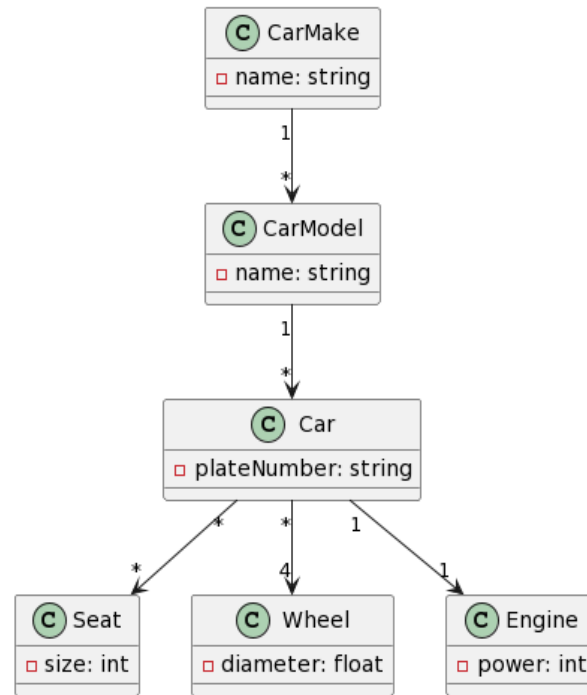 C CarMake
name: string
1
*
C CarModel
name: string
1
*
C Car
plateNumber: string
* * 1
* 4 1
C Seat
size: int
C Wheel
diameter: float
C Engine
power: int